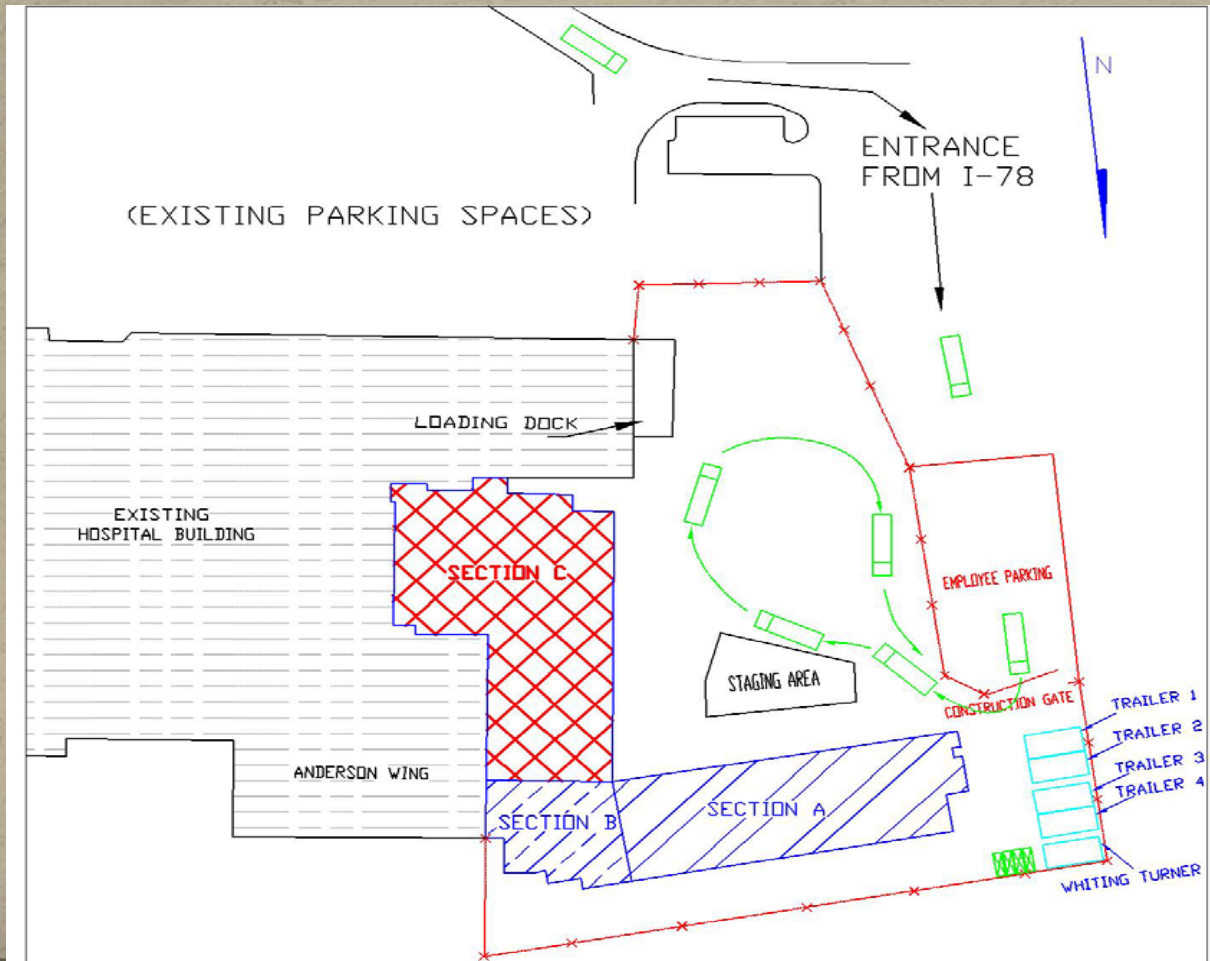 N
ENTRANCE
FROM I-78
(EXISTING PARKING SPACES)
LOADING DOCK
EXISTING
HOSPITAL BUILDING
SECTION C
EMPLOYEE PARKING
STAGING AREA
CONSTRUCTION GATE
TRAILER 1
TRAILER 2
TRAILER 3
TRAILER 4
ANDERSON WING
SECTION B
SECTION A
WHITING TURNER